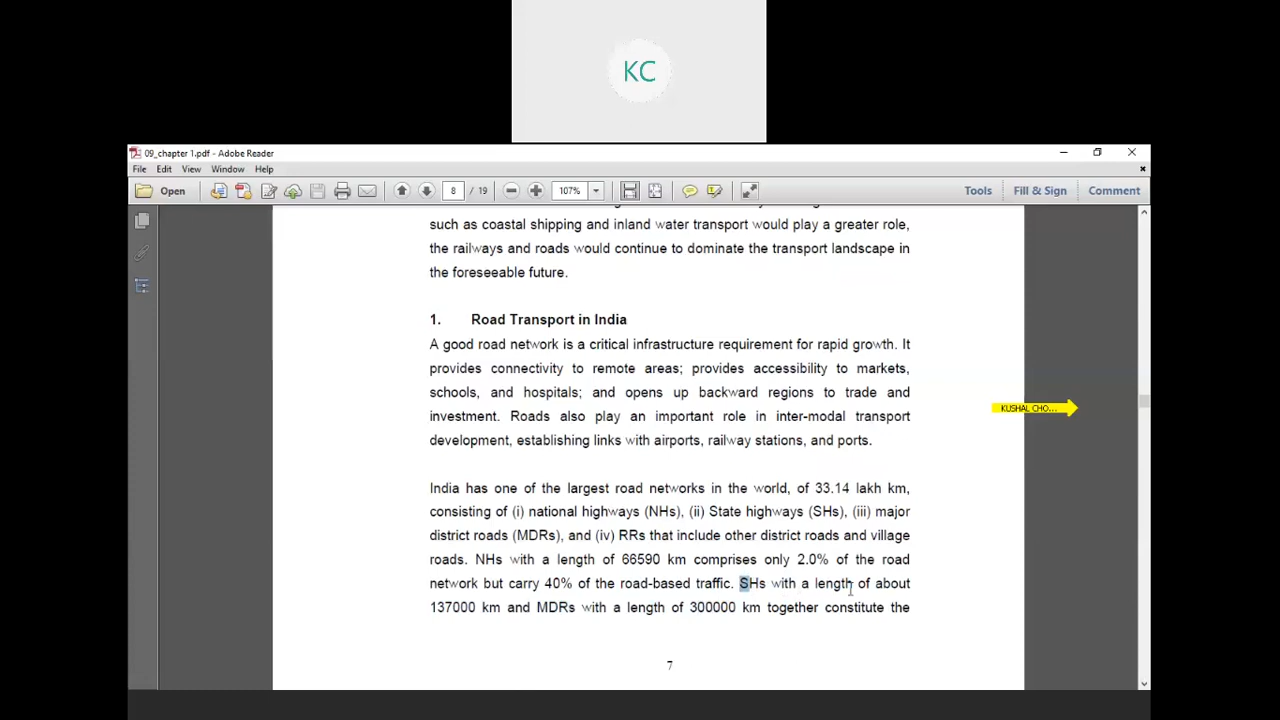 KC
09_chapter 1.pdf - Adobe Reader
File Edit View Window Help
Open 8 / 19 107% Tools Fill & Sign Comment
such as coastal shipping and inland water transport would play a greater role,
the railways and roads would continue to dominate the transport landscape in
the foreseeable future.
1. Road Transport in India
A good road network is a critical infrastructure requirement for rapid growth. It
provides connectivity to remote areas; provides accessibility to markets,
schools, and hospitals; and opens up backward regions to trade and
investment. Roads also play an important role in inter-modal transport
development, establishing links with airports, railway stations, and ports.
KUSHAL CHO...
India has one of the largest road networks in the world, of 33.14 lakh km,
consisting of (i) national highways (NHs), (ii) State highways (SHs), (iii) major
district roads (MDRs), and (iv) RRs that include other district roads and village
roads. NHs with a length of 66590 km comprises only 2.0% of the road
network but carry 40% of the road-based traffic. SHs with a length of about
137000 km and MDRs with a length of 300000 km together constitute the
7